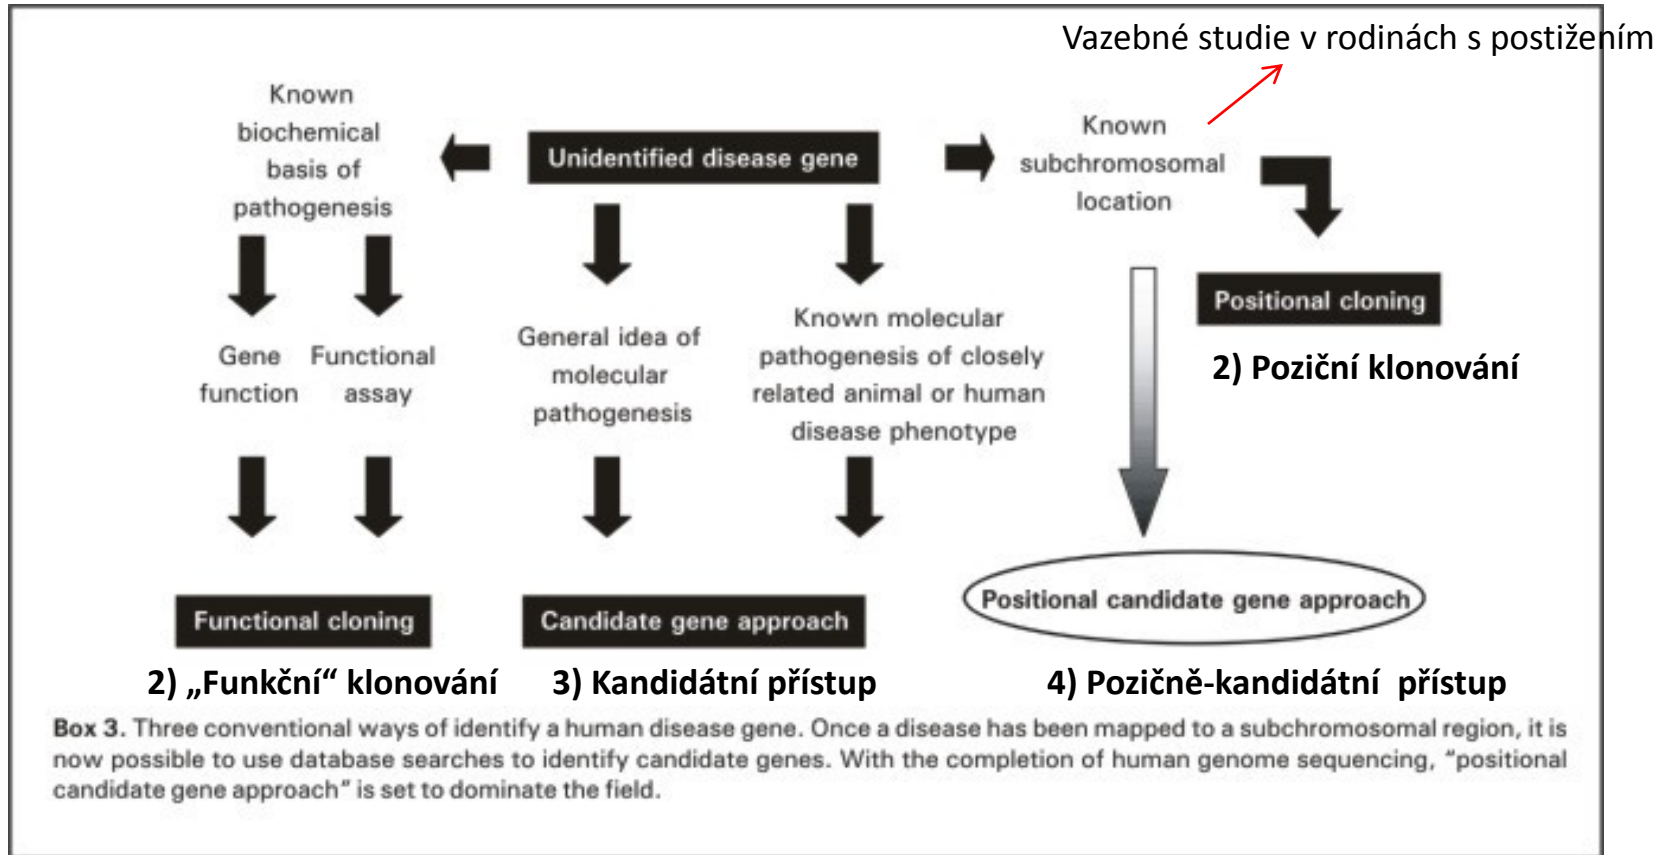 Vazebné studie v rodinách s postižením
Known
biochemical
basis of
pathogenesis
Unidentified disease gene
Known
subchromosomal
location
Gene
function
Functional
assay
General idea of
molecular
pathogenesis
Known molecular
pathogenesis of closely
related animal or human
disease phenotype
Positional cloning
2) Poziční klonování
Functional cloning
Candidate gene approach
Positional candidate gene approach
2) „Funkční“ klonování
3) Kandidátní přístup
4) Pozičně-kandidátní přístup
Box 3. Three conventional ways of identify a human disease gene. Once a disease has been mapped to a subchromosomal region, it is
now possible to use database searches to identify candidate genes. With the completion of human genome sequencing, “positional
candidate gene approach” is set to dominate the field.